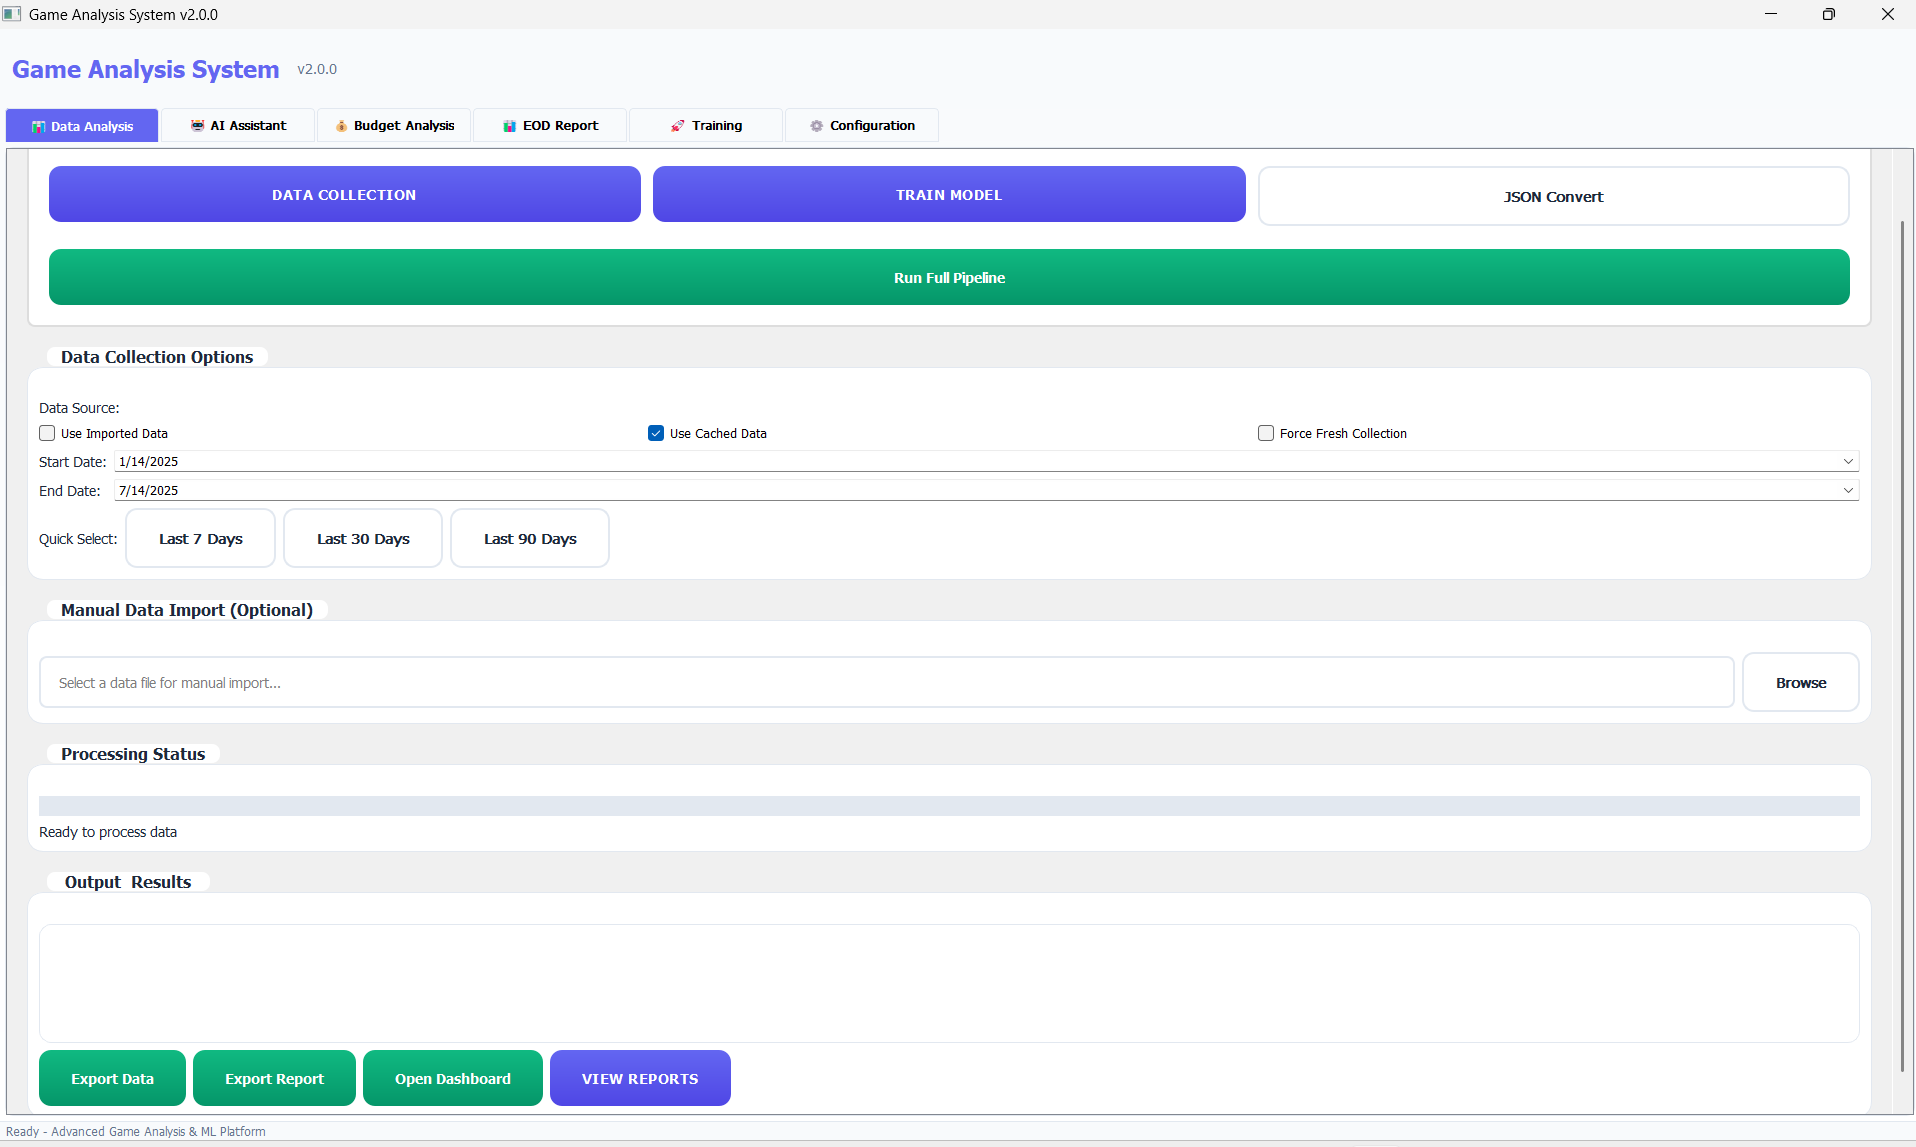 Game Analysis System v2.0.0
Game Analysis System v2.0.0
Data Analysis AI Assistant Budget Analysis EOD Report Training Configuration
DATA COLLECTION TRAIN MODEL JSON Convert
Run Full Pipeline
Data Collection Options
Data Source:
Use Imported Data Use Cached Data Force Fresh Collection
Start Date: 1/14/2025
End Date: 7/14/2025
Quick Select: Last 7 Days Last 30 Days Last 90 Days
Manual Data Import (Optional)
Select a data file for manual import... Browse
Processing Status
Ready to process data
Output Results
Export Data Export Report Open Dashboard VIEW REPORTS
Ready - Advanced Game Analysis & ML Platform